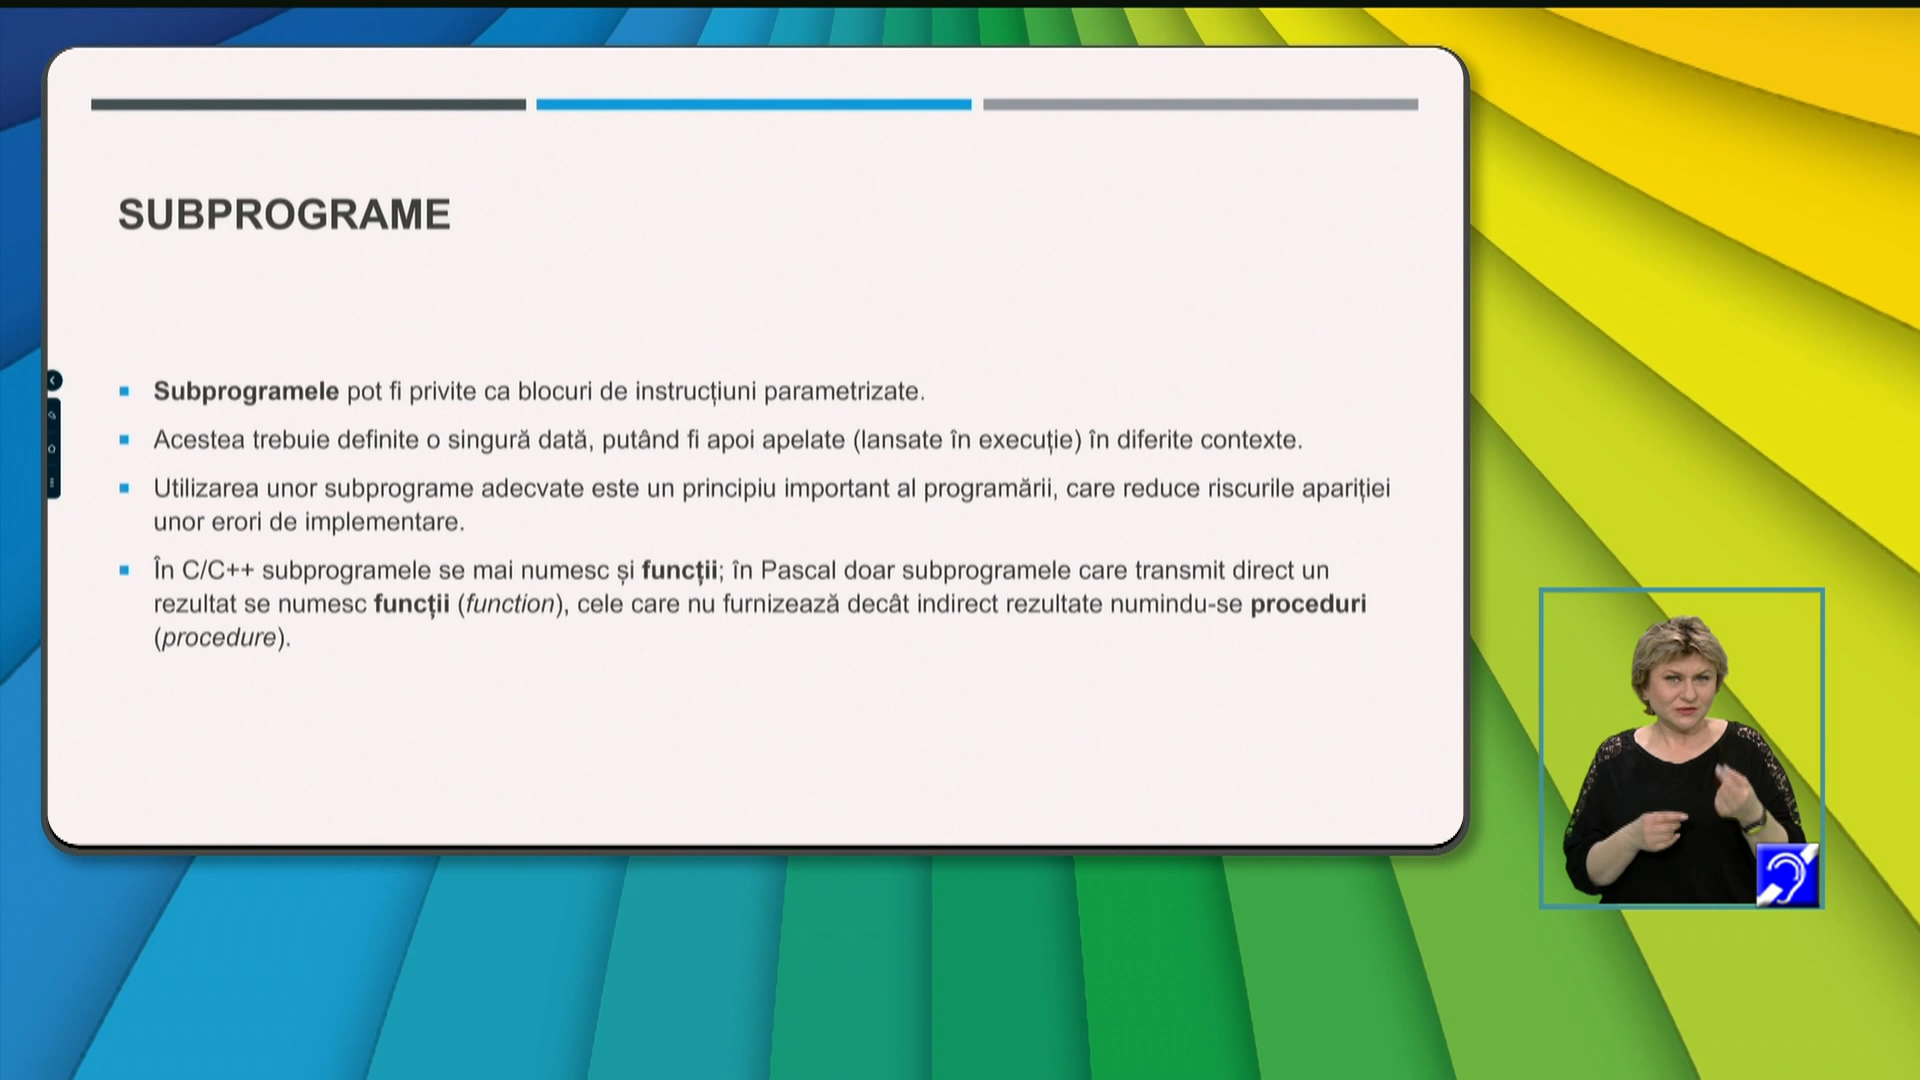 SUBPROGRAME
Subprogramele pot fi privite ca blocuri de instrucțiuni parametrizate.
Acestea trebuie definite o singură dată, putând fi apoi apelate (lansate în execuție) în diferite contexte.
Utilizarea unor subprograme adecvate este un principiu important al programării, care reduce riscurile apariției
unor erori de implementare.
În C/C++ subprogramele se mai numesc și funcții; în Pascal doar subprogramele care transmit direct un
rezultat se numesc funcții (function), cele care nu furnizează decât indirect rezultate numindu-se proceduri
(procedure).